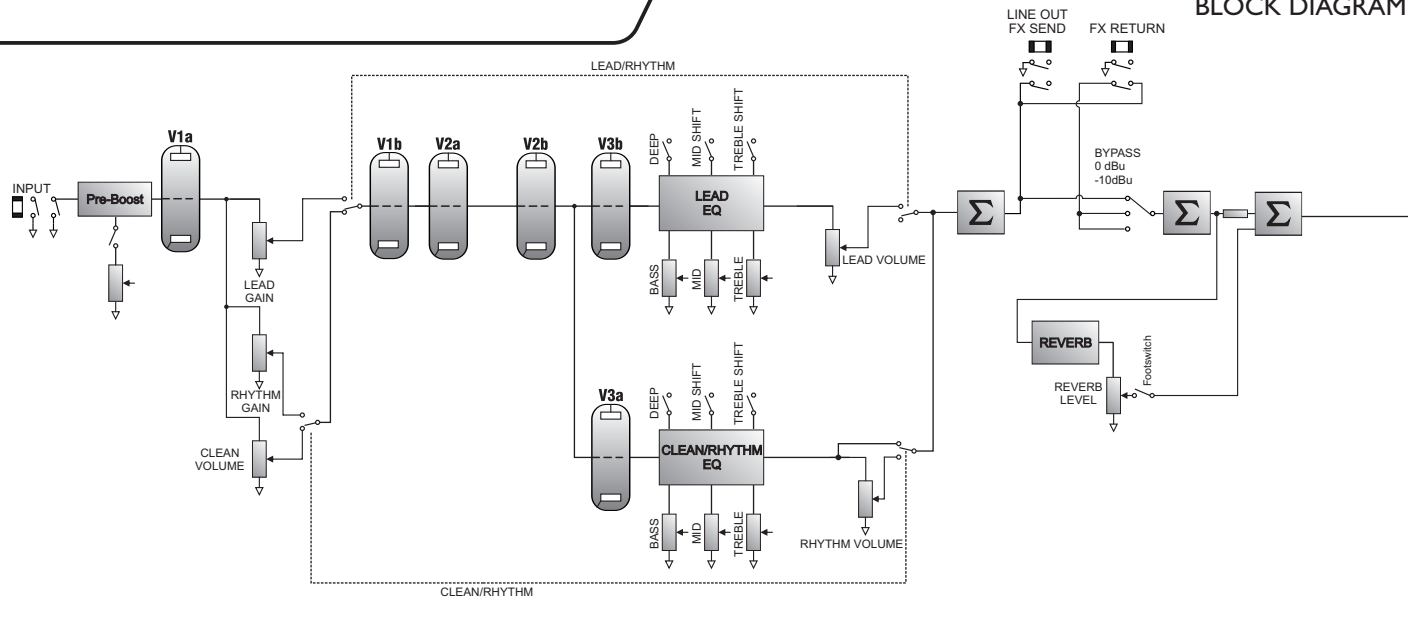 BLOCK DIAGRAM
LINE OUT
FX SEND
FX RETURN
LEAD/RHYTHM
V1a
V1b
V2a
V2b
V3b
DEEP
MID SHIFT
TREBLE SHIFT
INPUT
Pre-Boost
LEAD
EQ
BYPASS
0 dBu
-10dBu
Σ
Σ
Σ
LEAD
GAIN
BASS
MID
TREBLE
LEAD VOLUME
RHYTHM
GAIN
CLEAN
VOLUME
V3a
DEEP
MID SHIFT
TREBLE SHIFT
CLEAN/RHYTHM
EQ
BASS
MID
TREBLE
RHYTHM VOLUME
REVERB
REVERB
LEVEL
Footswitch
CLEAN/RHYTHM